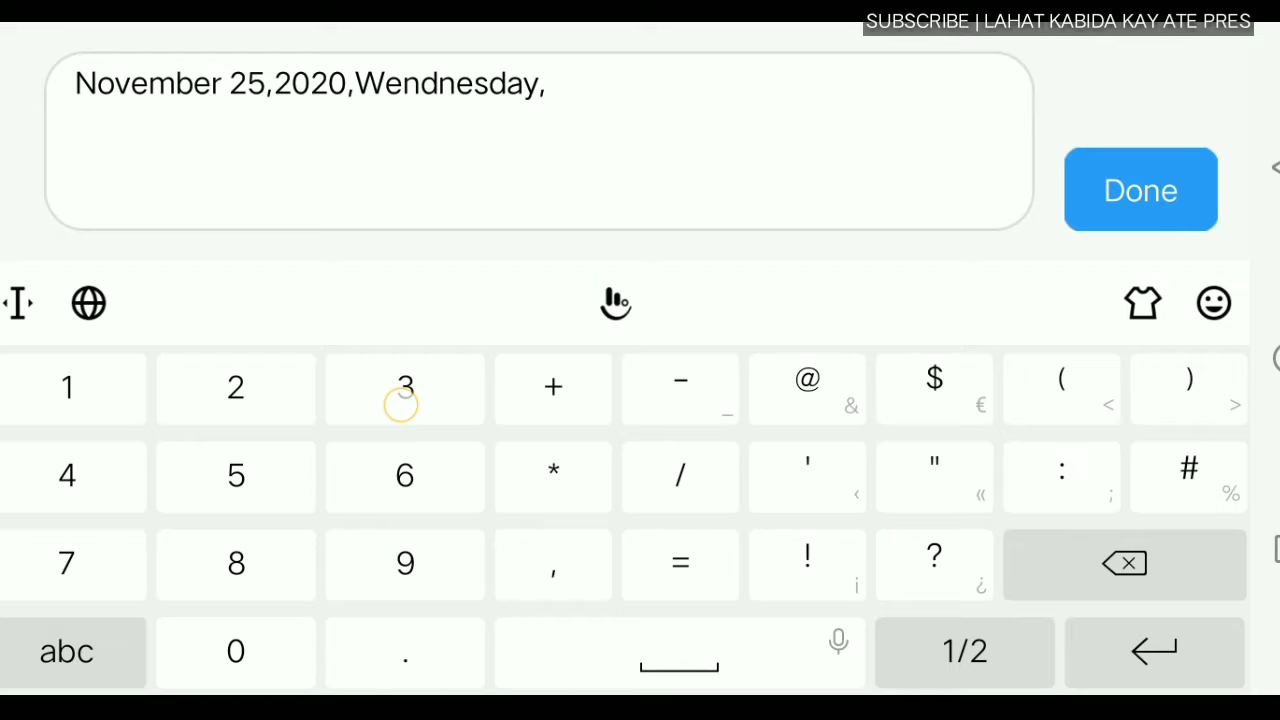 SUBSCRIBE | LAHAT KABIDA KAY ATE PRES
November 25,2020,Wendnesday,
Done
1 2 3 + - _ @ & $ € ( < ) >
4 5 6 * / ' ‹ " « : ; # %
7 8 9 , = ! ¡ ? ¿
abc 0 . 1/2